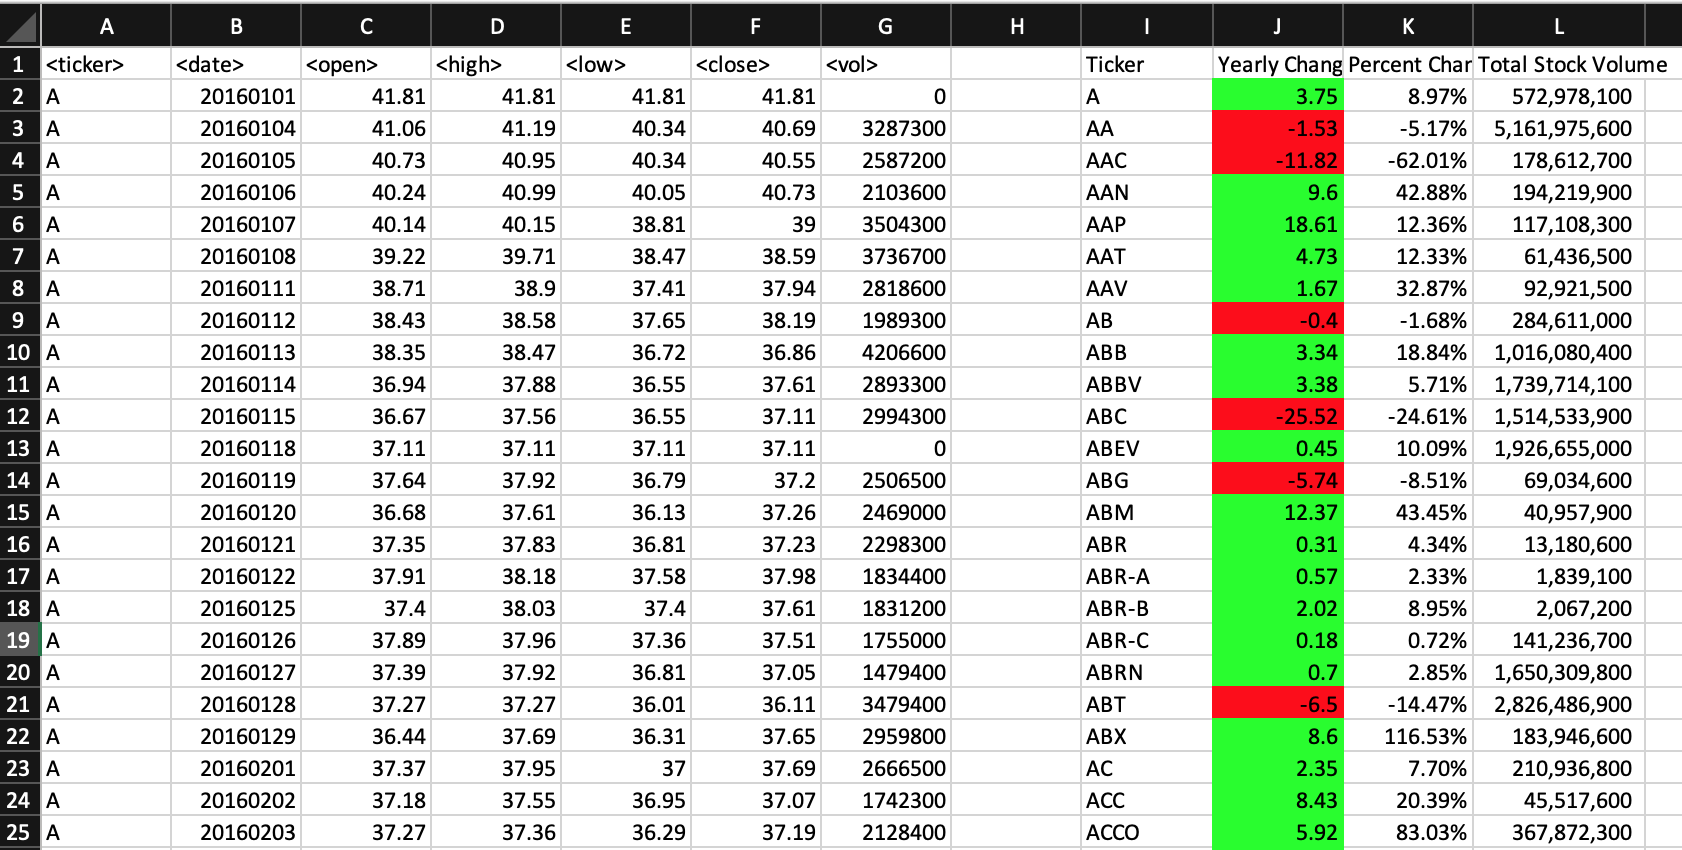 A B C D E F G H I J K L
1 <ticker> <date> <open> <high> <low> <close> <vol> Ticker Yearly Chang Percent Char Total Stock Volume
2 A 20160101 41.81 41.81 41.81 41.81 0 A 3.75 8.97% 572,978,100
3 A 20160104 41.06 41.19 40.34 40.69 3287300 AA -1.53 -5.17% 5,161,975,600
4 A 20160105 40.73 40.95 40.34 40.55 2587200 AAC -11.82 -62.01% 178,612,700
5 A 20160106 40.24 40.99 40.05 40.73 2103600 AAN 9.6 42.88% 194,219,900
6 A 20160107 40.14 40.15 38.81 39 3504300 AAP 18.61 12.36% 117,108,300
7 A 20160108 39.22 39.71 38.47 38.59 3736700 AAT 4.73 12.33% 61,436,500
8 A 20160111 38.71 38.9 37.41 37.94 2818600 AAV 1.67 32.87% 92,921,500
9 A 20160112 38.43 38.58 37.65 38.19 1989300 AB -0.4 -1.68% 284,611,000
10 A 20160113 38.35 38.47 36.72 36.86 4206600 ABB 3.34 18.84% 1,016,080,400
11 A 20160114 36.94 37.88 36.55 37.61 2893300 ABBV 3.38 5.71% 1,739,714,100
12 A 20160115 36.67 37.56 36.55 37.11 2994300 ABC -25.52 -24.61% 1,514,533,900
13 A 20160118 37.11 37.11 37.11 37.11 0 ABEV 0.45 10.09% 1,926,655,000
14 A 20160119 37.64 37.92 36.79 37.2 2506500 ABG -5.74 -8.51% 69,034,600
15 A 20160120 36.68 37.61 36.13 37.26 2469000 ABM 12.37 43.45% 40,957,900
16 A 20160121 37.35 37.83 36.81 37.23 2298300 ABR 0.31 4.34% 13,180,600
17 A 20160122 37.91 38.18 37.58 37.98 1834400 ABR-A 0.57 2.33% 1,839,100
18 A 20160125 37.4 38.03 37.4 37.61 1831200 ABR-B 2.02 8.95% 2,067,200
19 A 20160126 37.89 37.96 37.36 37.51 1755000 ABR-C 0.18 0.72% 141,236,700
20 A 20160127 37.39 37.92 36.81 37.05 1479400 ABRN 0.7 2.85% 1,650,309,800
21 A 20160128 37.27 37.27 36.01 36.11 3479400 ABT -6.5 -14.47% 2,826,486,900
22 A 20160129 36.44 37.69 36.31 37.65 2959800 ABX 8.6 116.53% 183,946,600
23 A 20160201 37.37 37.95 37 37.69 2666500 AC 2.35 7.70% 210,936,800
24 A 20160202 37.18 37.55 36.95 37.07 1742300 ACC 8.43 20.39% 45,517,600
25 A 20160203 37.27 37.36 36.29 37.19 2128400 ACCO 5.92 83.03% 367,872,300